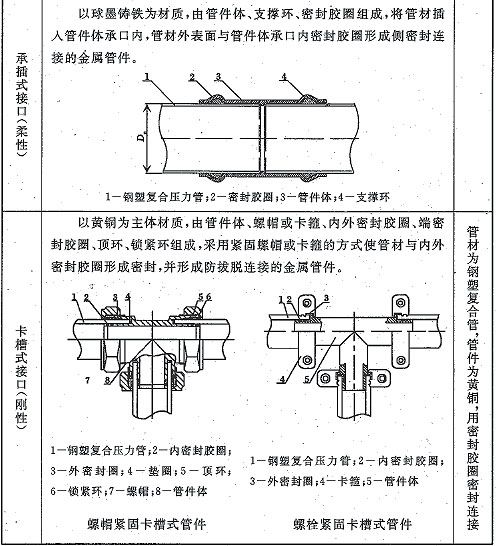 承插式接口(柔性)
以球墨铸铁为材质,由管件体、支撑环、密封胶圈组成,将管材插
入管件体承口内,管材外表面与管件体承口内密封胶圈形成侧密封连
接的金属管件。
1 2 3 4
D
1—钢塑复合压力管;2—密封胶圈;3—管件体;4—支撑环
卡槽式接口(刚性)
以黄铜为主体材质,由管件体、螺帽或卡箍、内外密封胶圈、端密
封胶圈、顶环、锁紧环组成,采用紧固螺帽或卡箍的方式使管材与内外
密封胶圈形成密封,并形成防拔脱连接的金属管件。
1 2 3 4 5 6
7 8
1—钢塑复合压力管;2—内密封胶圈;
3—外密封圈;4—垫圈;5—顶环;
6—锁紧环;7—螺帽;8—管件体
螺帽紧固卡槽式管件
1 2 3
4 5
1—钢塑复合压力管;2—内密封胶圈;
3—外密封圈;4—卡箍;5—管件体
螺栓紧固卡槽式管件
管材为钢塑复合管,管件为黄铜,用密封胶圈密封连接